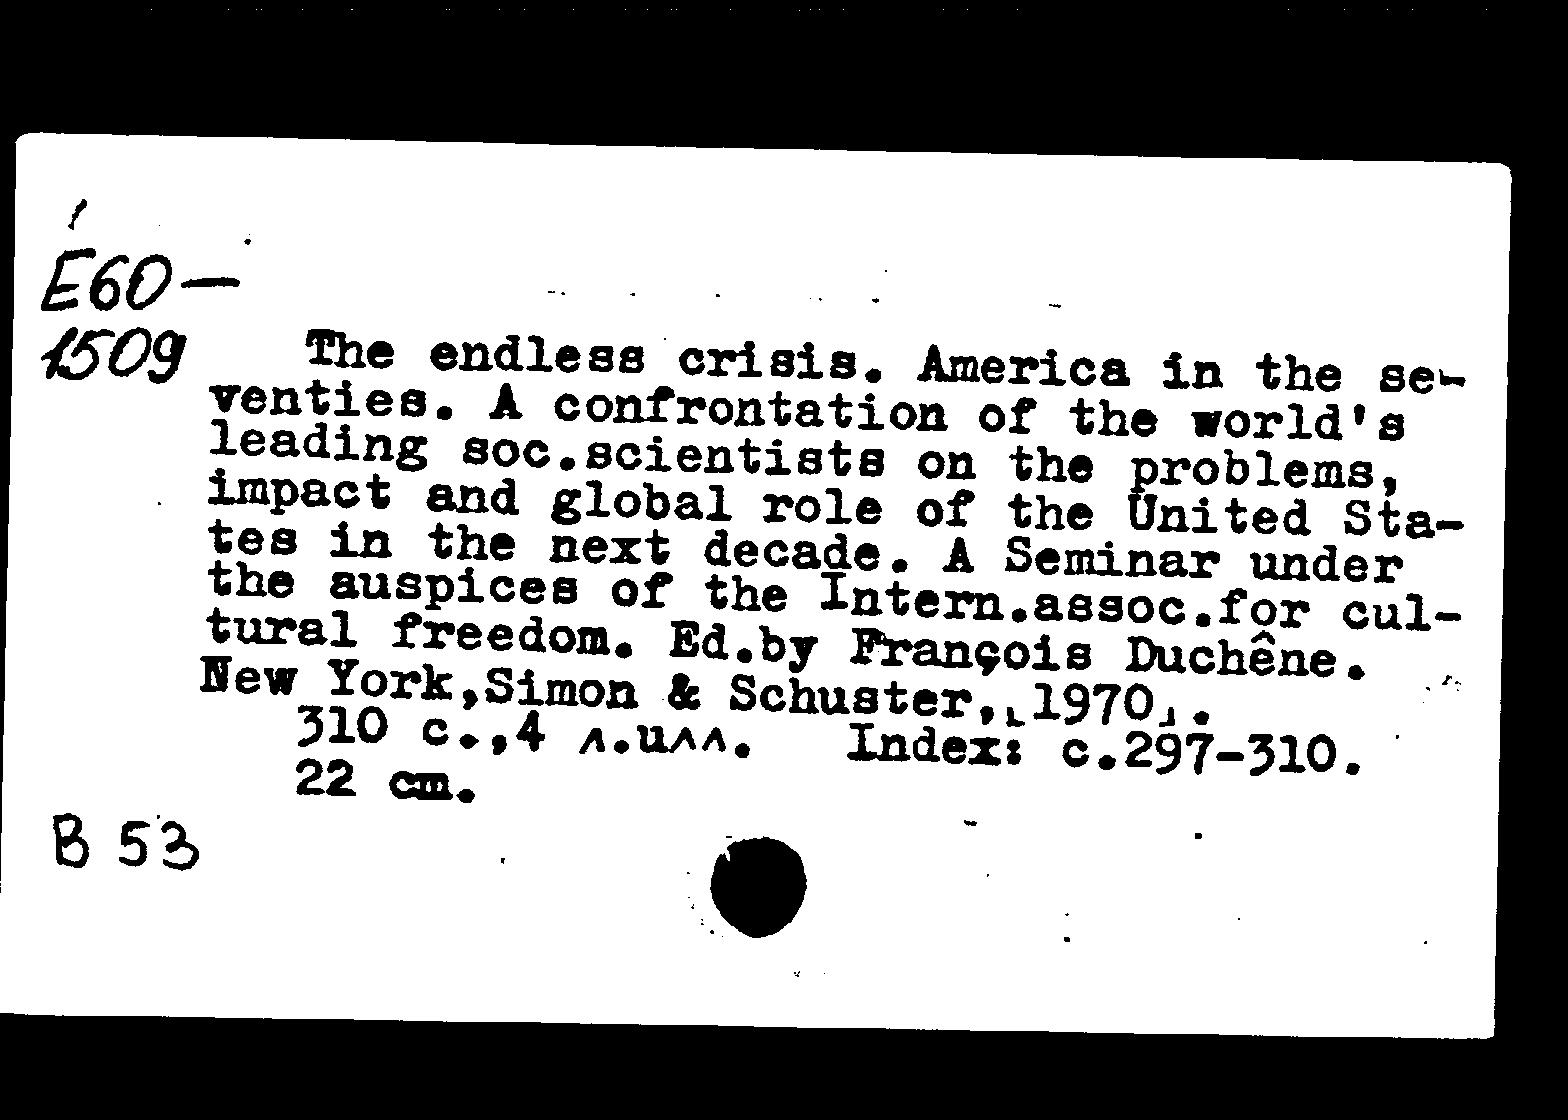 E60—
1509
The endless crisis. America in the se-
venties. A confrontation of the world's
leading soc.scientists on the problems,
impact and global role of the United Sta-
tes in the next decade. A Seminar under
the auspices of the Intern.assoc.for cul-
tural freedom. Ed.by François Duchêne.
New York,Simon & Schuster,⌞1970⌟.
310 c.,4 ʌ.uʌʌ. Index: c.297-310.
22 cm.
B 53